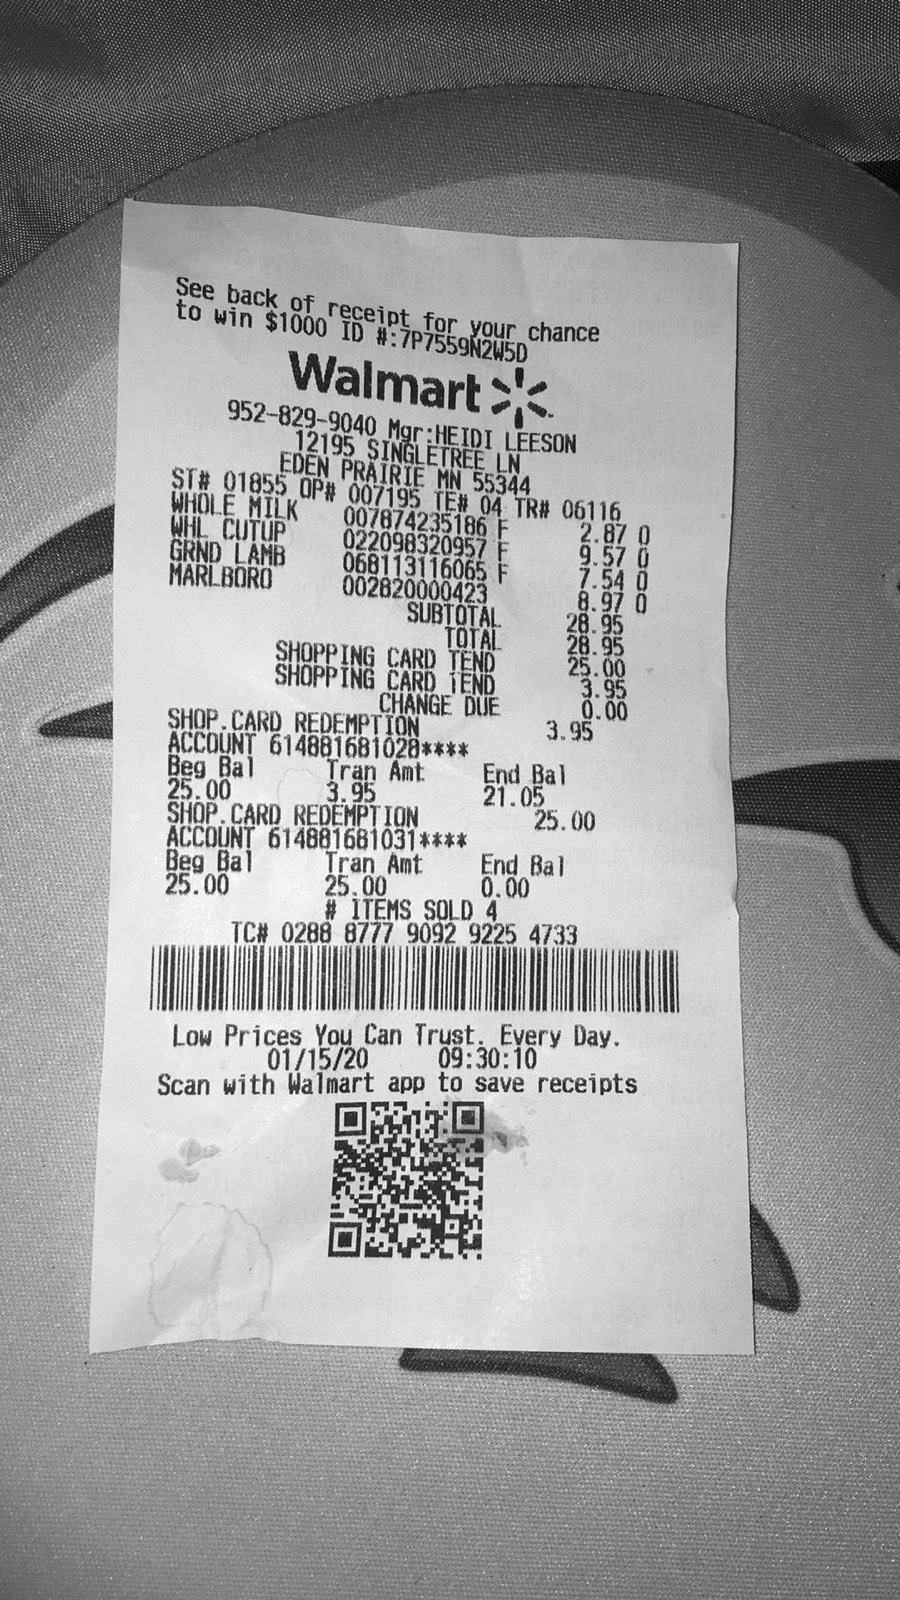 See back of receipt for your chance
to win $1000 ID #:7P7559N2W5D
Walmart
952-829-9040 Mgr:HEIDI LEESON
12195 SINGLETREE LN
EDEN PRAIRIE MN 55344
ST# 01855 OP# 007195 TE# 04 TR# 06116
WHOLE MILK 007874235186 F 2.87 O
WHL CUTUP 022098320957 F 9.57 O
GRND LAMB 068113116065 F 7.54 O
MARLBORO 002820000423 8.97 O
SUBTOTAL 28.95
TOTAL 28.95
SHOPPING CARD TEND 25.00
SHOPPING CARD TEND 3.95
CHANGE DUE 0.00
SHOP.CARD REDEMPTION 3.95
ACCOUNT 614881681028****
Beg Bal Tran Amt End Bal
25.00 3.95 21.05
SHOP.CARD REDEMPTION 25.00
ACCOUNT 614881681031****
Beg Bal Tran Amt End Bal
25.00 25.00 0.00
# ITEMS SOLD 4
TC# 0288 8777 9092 9225 4733
Low Prices You Can Trust. Every Day.
01/15/20 09:30:10
Scan with Walmart app to save receipts